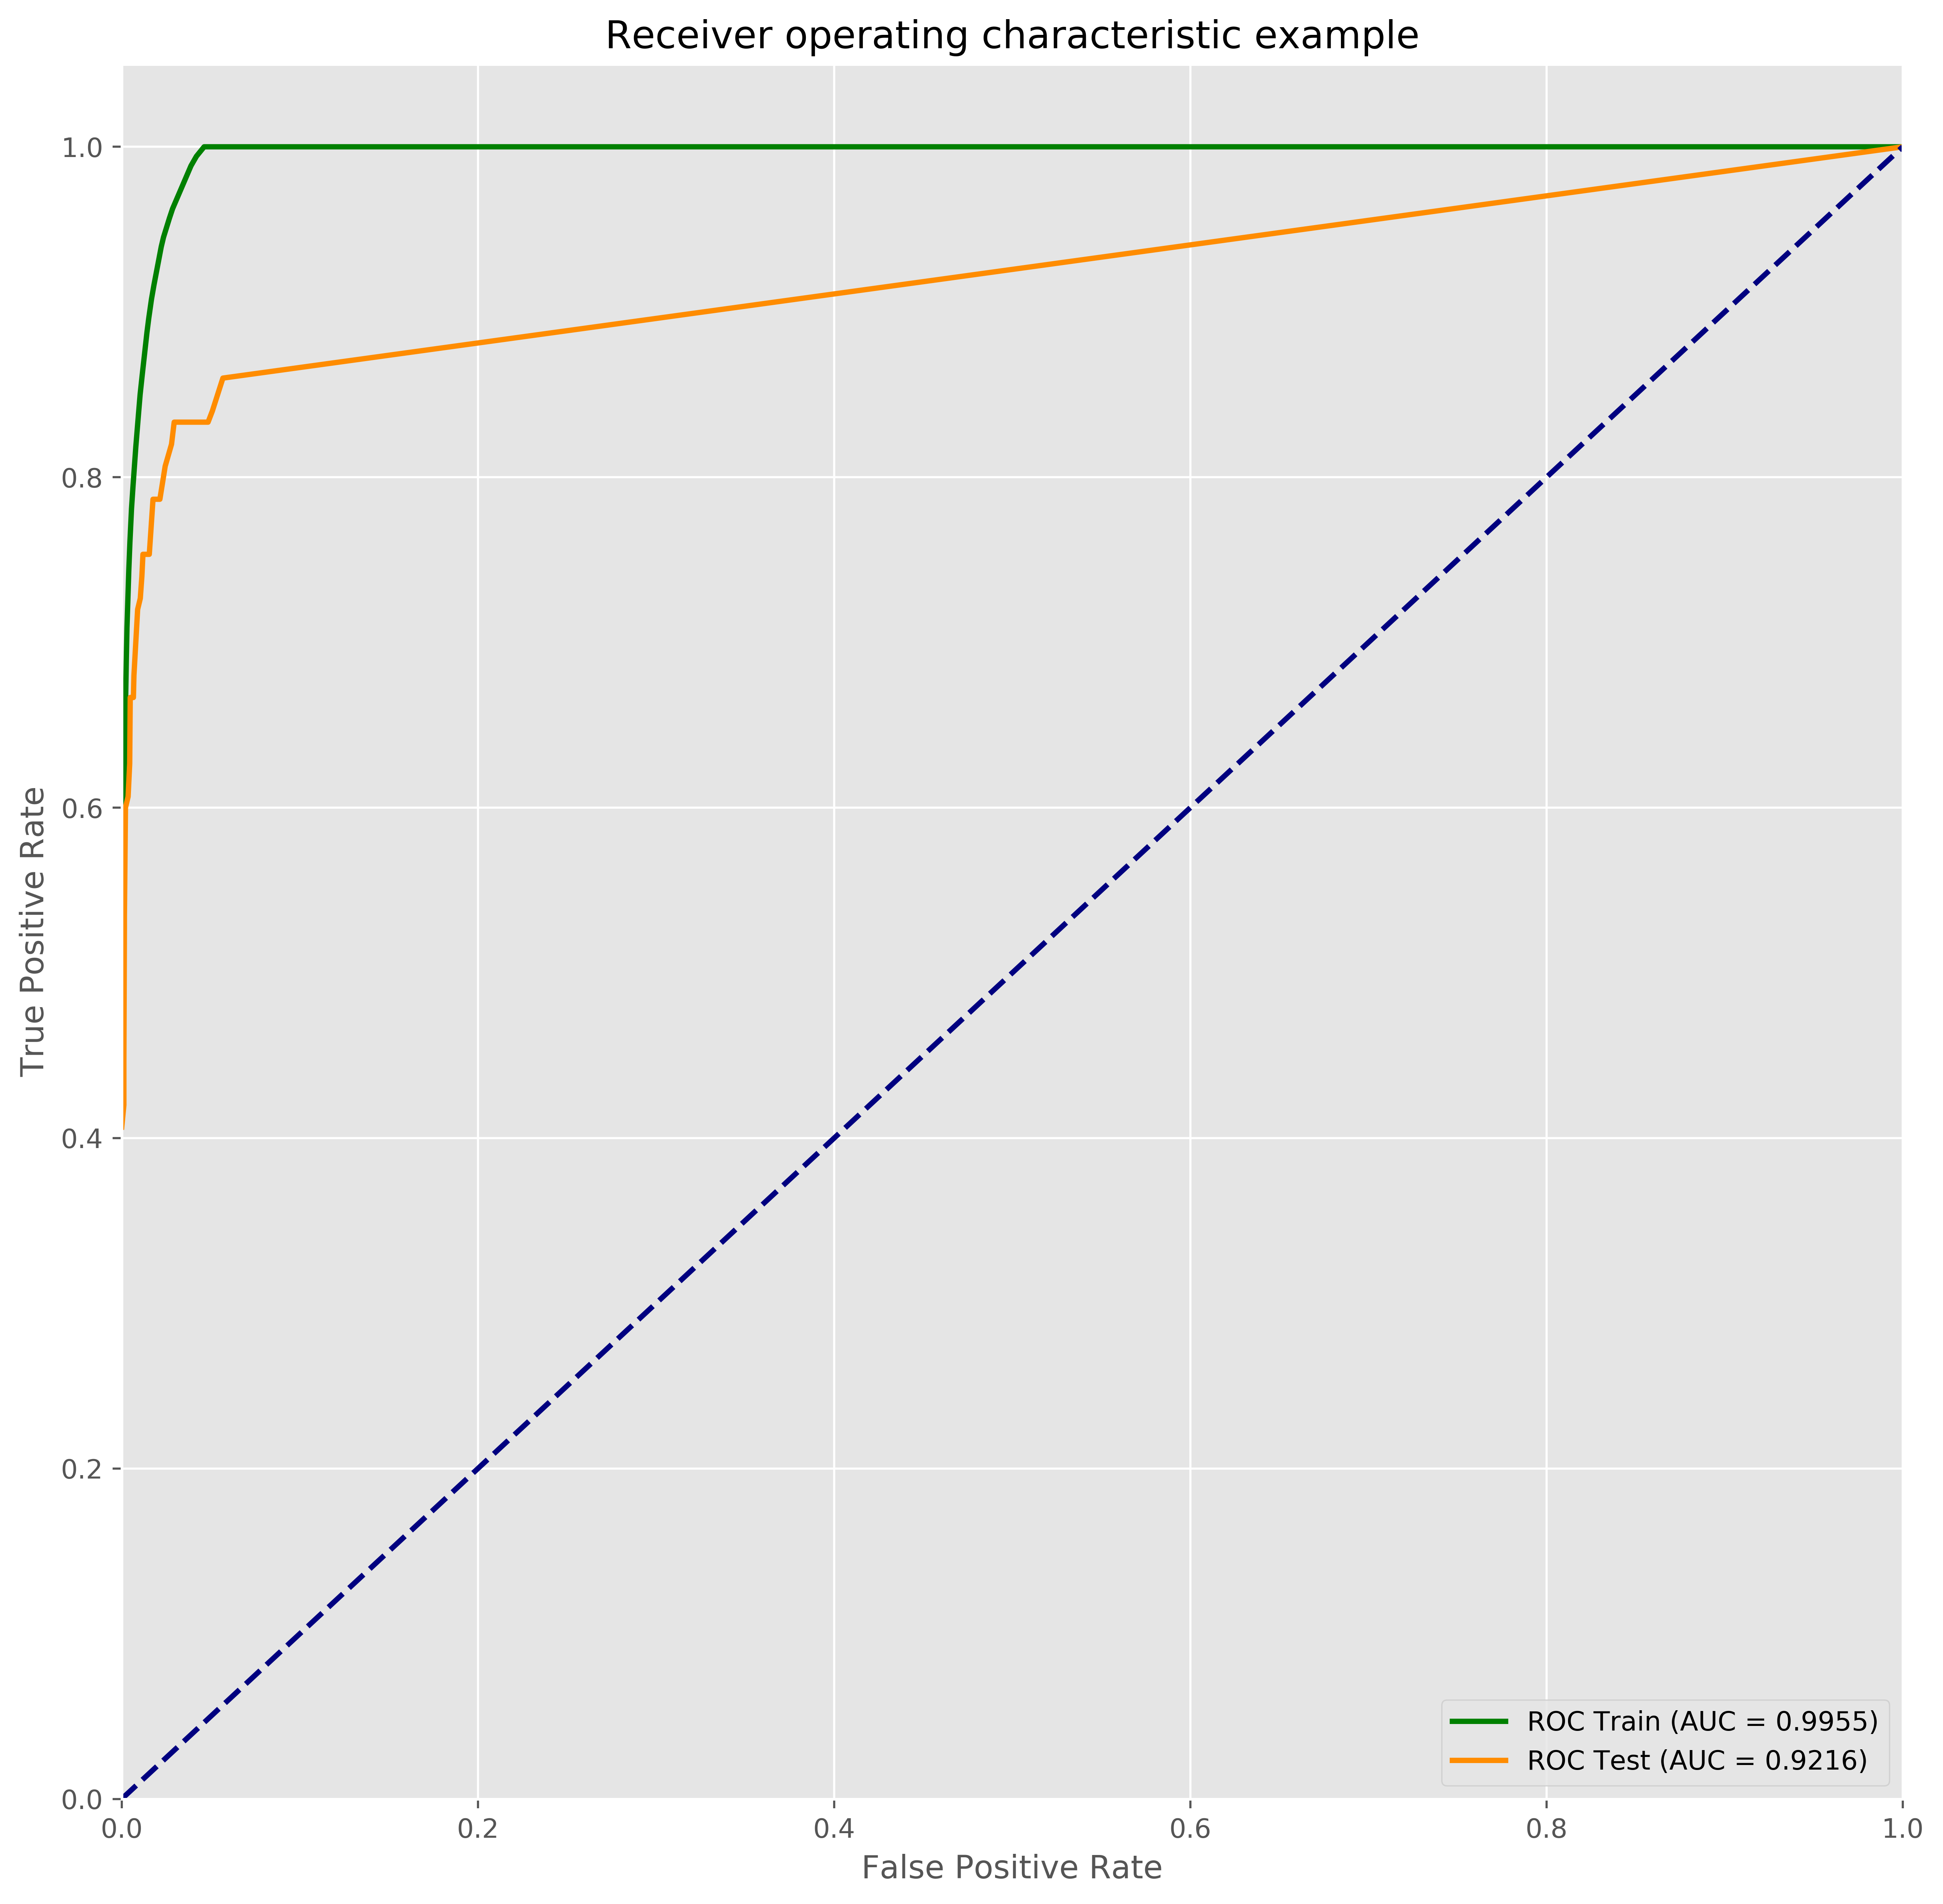 Receiver operating characteristic example
1.0
0.8
0.6
0.4
0.2
0.0
True Positive Rate
ROC Train (AUC = 0.9955)
ROC Test (AUC = 0.9216)
0.0 0.2 0.4 0.6 0.8 1.0
False Positive Rate